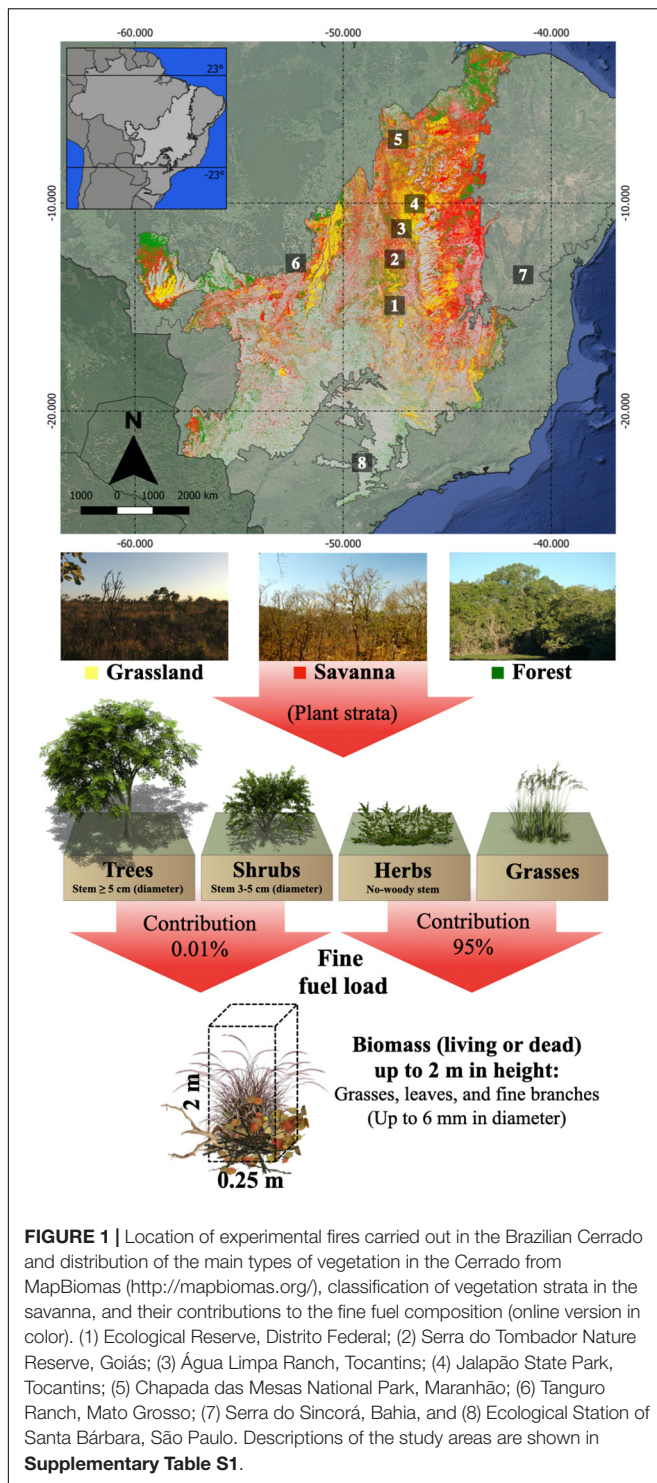 -60.000
-50.000
-40.000
23º
-23º
-10.000
-10.000
-20.000
-20.000
5
4
3
2
1
6
7
8
N
1000 0 1000 2000 km
-60.000
-50.000
-40.000
Grassland
Savanna
Forest
(Plant strata)
Trees
Stem ≥ 5 cm (diameter)
Shrubs
Stem 3-5 cm (diameter)
Herbs
No-woody stem
Grasses
Contribution
0.01%
Contribution
95%
Fine
fuel load
2 m
0.25 m
Biomass (living or dead)
up to 2 m in height:
Grasses, leaves, and fine branches
(Up to 6 mm in diameter)
FIGURE 1 | Location of experimental fires carried out in the Brazilian Cerrado
and distribution of the main types of vegetation in the Cerrado from
MapBiomas (http://mapbiomas.org/), classification of vegetation strata in the
savanna, and their contributions to the fine fuel composition (online version in
color). (1) Ecological Reserve, Distrito Federal; (2) Serra do Tombador Nature
Reserve, Goiás; (3) Água Limpa Ranch, Tocantins; (4) Jalapão State Park,
Tocantins; (5) Chapada das Mesas National Park, Maranhão; (6) Tanguro
Ranch, Mato Grosso; (7) Serra do Sincorá, Bahia, and (8) Ecological Station of
Santa Bárbara, São Paulo. Descriptions of the study areas are shown in
Supplementary Table S1.